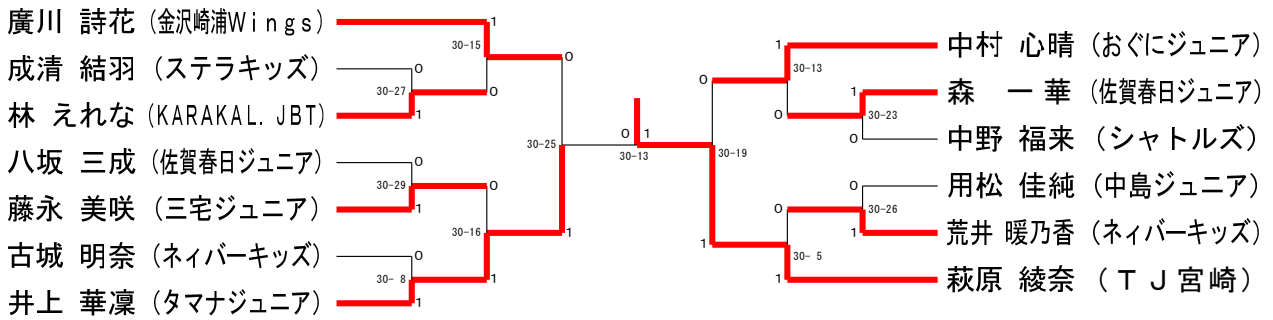 廣川 詩花 (金沢崎浦Wings)
成清 結羽 (ステラキッズ)
林 えれな (KARAKAL. JBT)
八坂 三成 (佐賀春日ジュニア)
藤永 美咲 (三宅ジュニア)
古城 明奈 (ネィバーキッズ)
井上 華凜 (タマナジュニア)
1
30-15
0
0
30-27
1
0
30-25
0
30-29
1
0
30-16
1
0
30- 8
1
1
0
1
30-13
0
30-19
1
1
30-13
0
1
30-23
0
0
30-26
1
0
30- 5
1
中村 心晴 (おぐにジュニア)
森 一華 (佐賀春日ジュニア)
中野 福来 (シャトルズ)
用松 佳純 (中島ジュニア)
荒井 暖乃香 (ネィバーキッズ)
萩原 綾奈 (TJ宮崎)